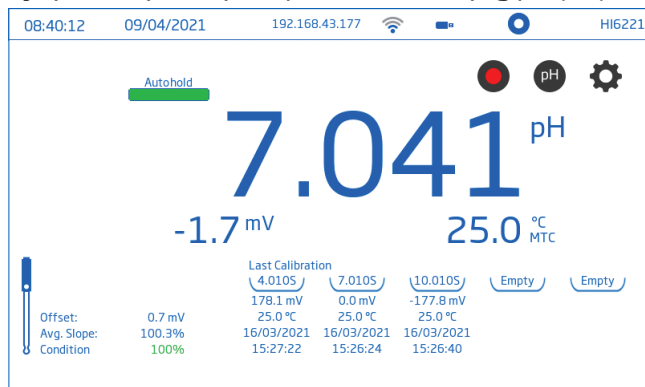 08:40:12 09/04/2021 192.168.43.177 HI6221
Autohold
pH
7.041 pH
-1.7 mV 25.0 °C MTC
Last Calibration
4.010S 7.010S 10.010S Empty Empty
178.1 mV 0.0 mV -177.8 mV
Offset: 0.7 mV 25.0 °C 25.0 °C 25.0 °C
Avg. Slope: 100.3% 16/03/2021 16/03/2021 16/03/2021
Condition 100% 15:27:22 15:26:24 15:26:40